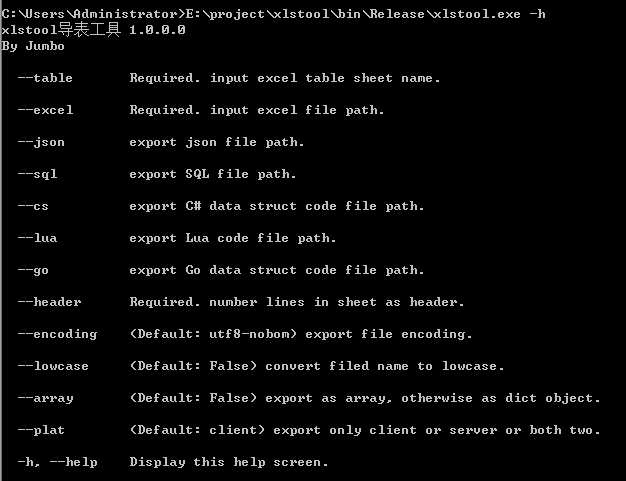 C:\Users\Administrator>E:\project\xlstool\bin\Release\xlstool.exe -h
xlstool导表工具 1.0.0.0
By Jumbo
--table Required. input excel table sheet name.
--excel Required. input excel file path.
--json export json file path.
--sql export SQL file path.
--cs export C# data struct code file path.
--lua export Lua code file path.
--go export Go data struct code file path.
--header Required. number lines in sheet as header.
--encoding (Default: utf8-nobom) export file encoding.
--lowcase (Default: False) convert filed name to lowcase.
--array (Default: False) export as array, otherwise as dict object.
--plat (Default: client) export only client or server or both two.
-h, --help Display this help screen.